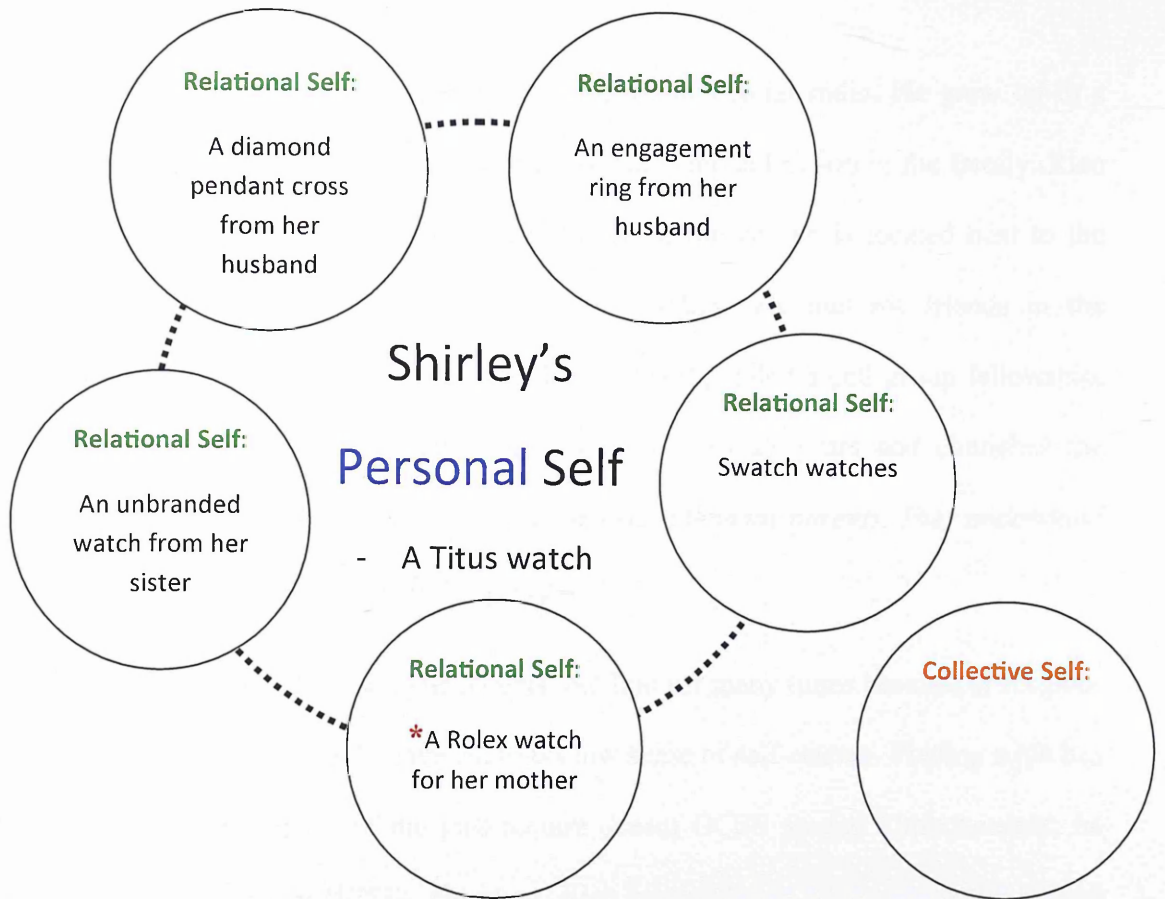 Relational Self:
A diamond
pendant cross
from her
husband
Relational Self:
An engagement
ring from her
husband
Shirley's
Personal Self
- A Titus watch
Relational Self:
Swatch watches
Relational Self:
An unbranded
watch from her
sister
Relational Self:
*A Rolex watch
for her mother
Collective Self: